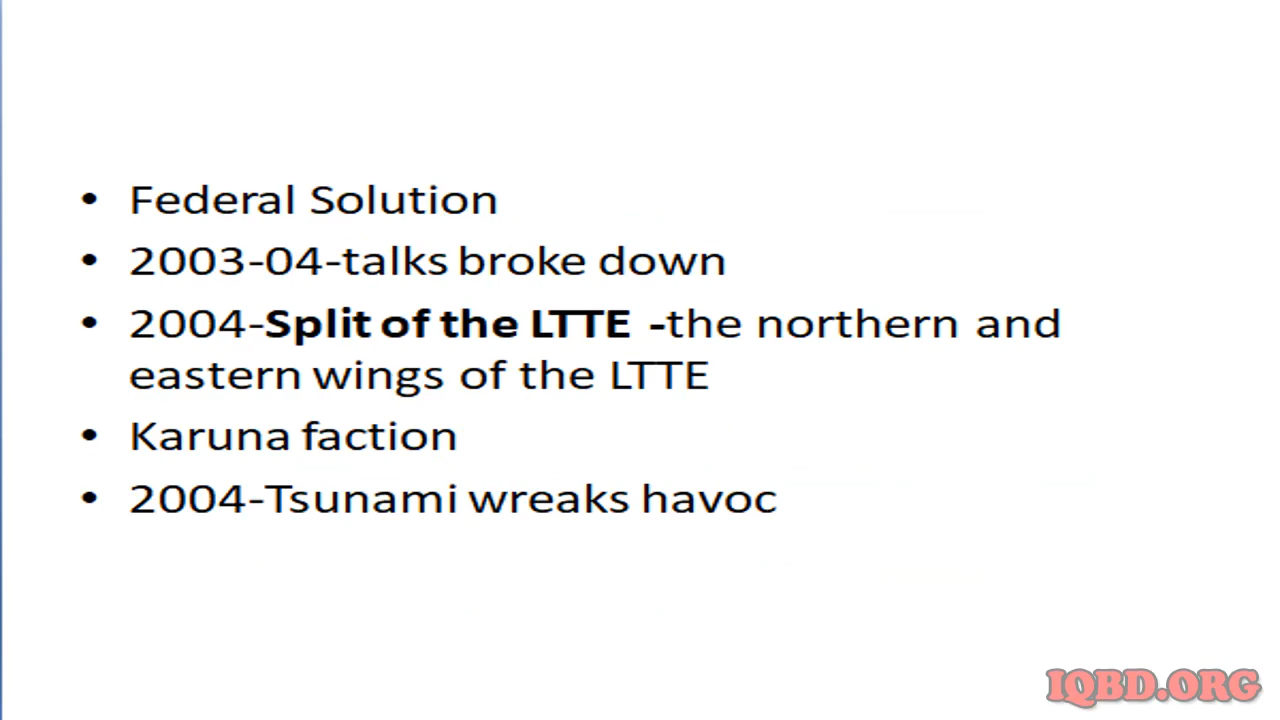 • Federal Solution
• 2003-04-talks broke down
• 2004-Split of the LTTE -the northern and
eastern wings of the LTTE
• Karuna faction
• 2004-Tsunami wreaks havoc
IQBD.ORG